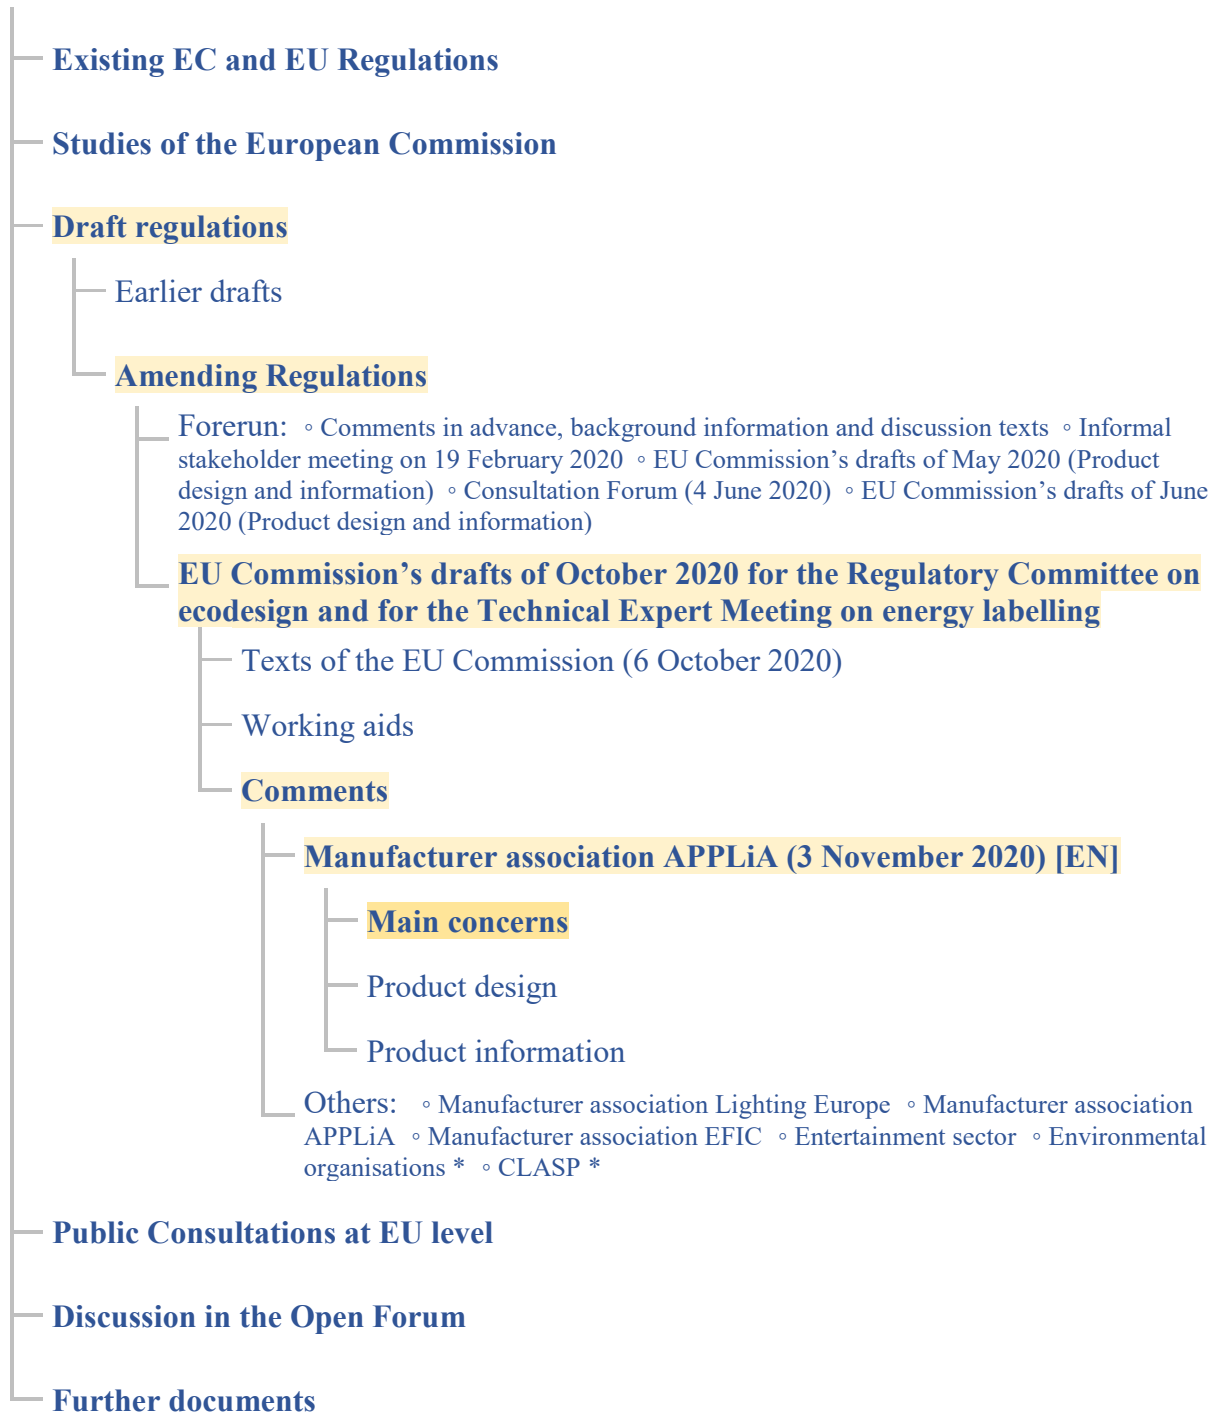 Existing EC and EU Regulations
Studies of the European Commission
Draft regulations
Earlier drafts
Amending Regulations
Forerun: ◦ Comments in advance, background information and discussion texts ◦ Informal
stakeholder meeting on 19 February 2020 ◦ EU Commission’s drafts of May 2020 (Product
design and information) ◦ Consultation Forum (4 June 2020) ◦ EU Commission’s drafts of June
2020 (Product design and information)
EU Commission’s drafts of October 2020 for the Regulatory Committee on
ecodesign and for the Technical Expert Meeting on energy labelling
Texts of the EU Commission (6 October 2020)
Working aids
Comments
Manufacturer association APPLiA (3 November 2020) [EN]
Main concerns
Product design
Product information
Others: ◦ Manufacturer association Lighting Europe ◦ Manufacturer association
APPLiA ◦ Manufacturer association EFIC ◦ Entertainment sector ◦ Environmental
organisations * ◦ CLASP *
Public Consultations at EU level
Discussion in the Open Forum
Further documents